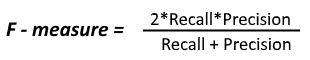 F - measure = 2*Recall*Precision
Recall + Precision